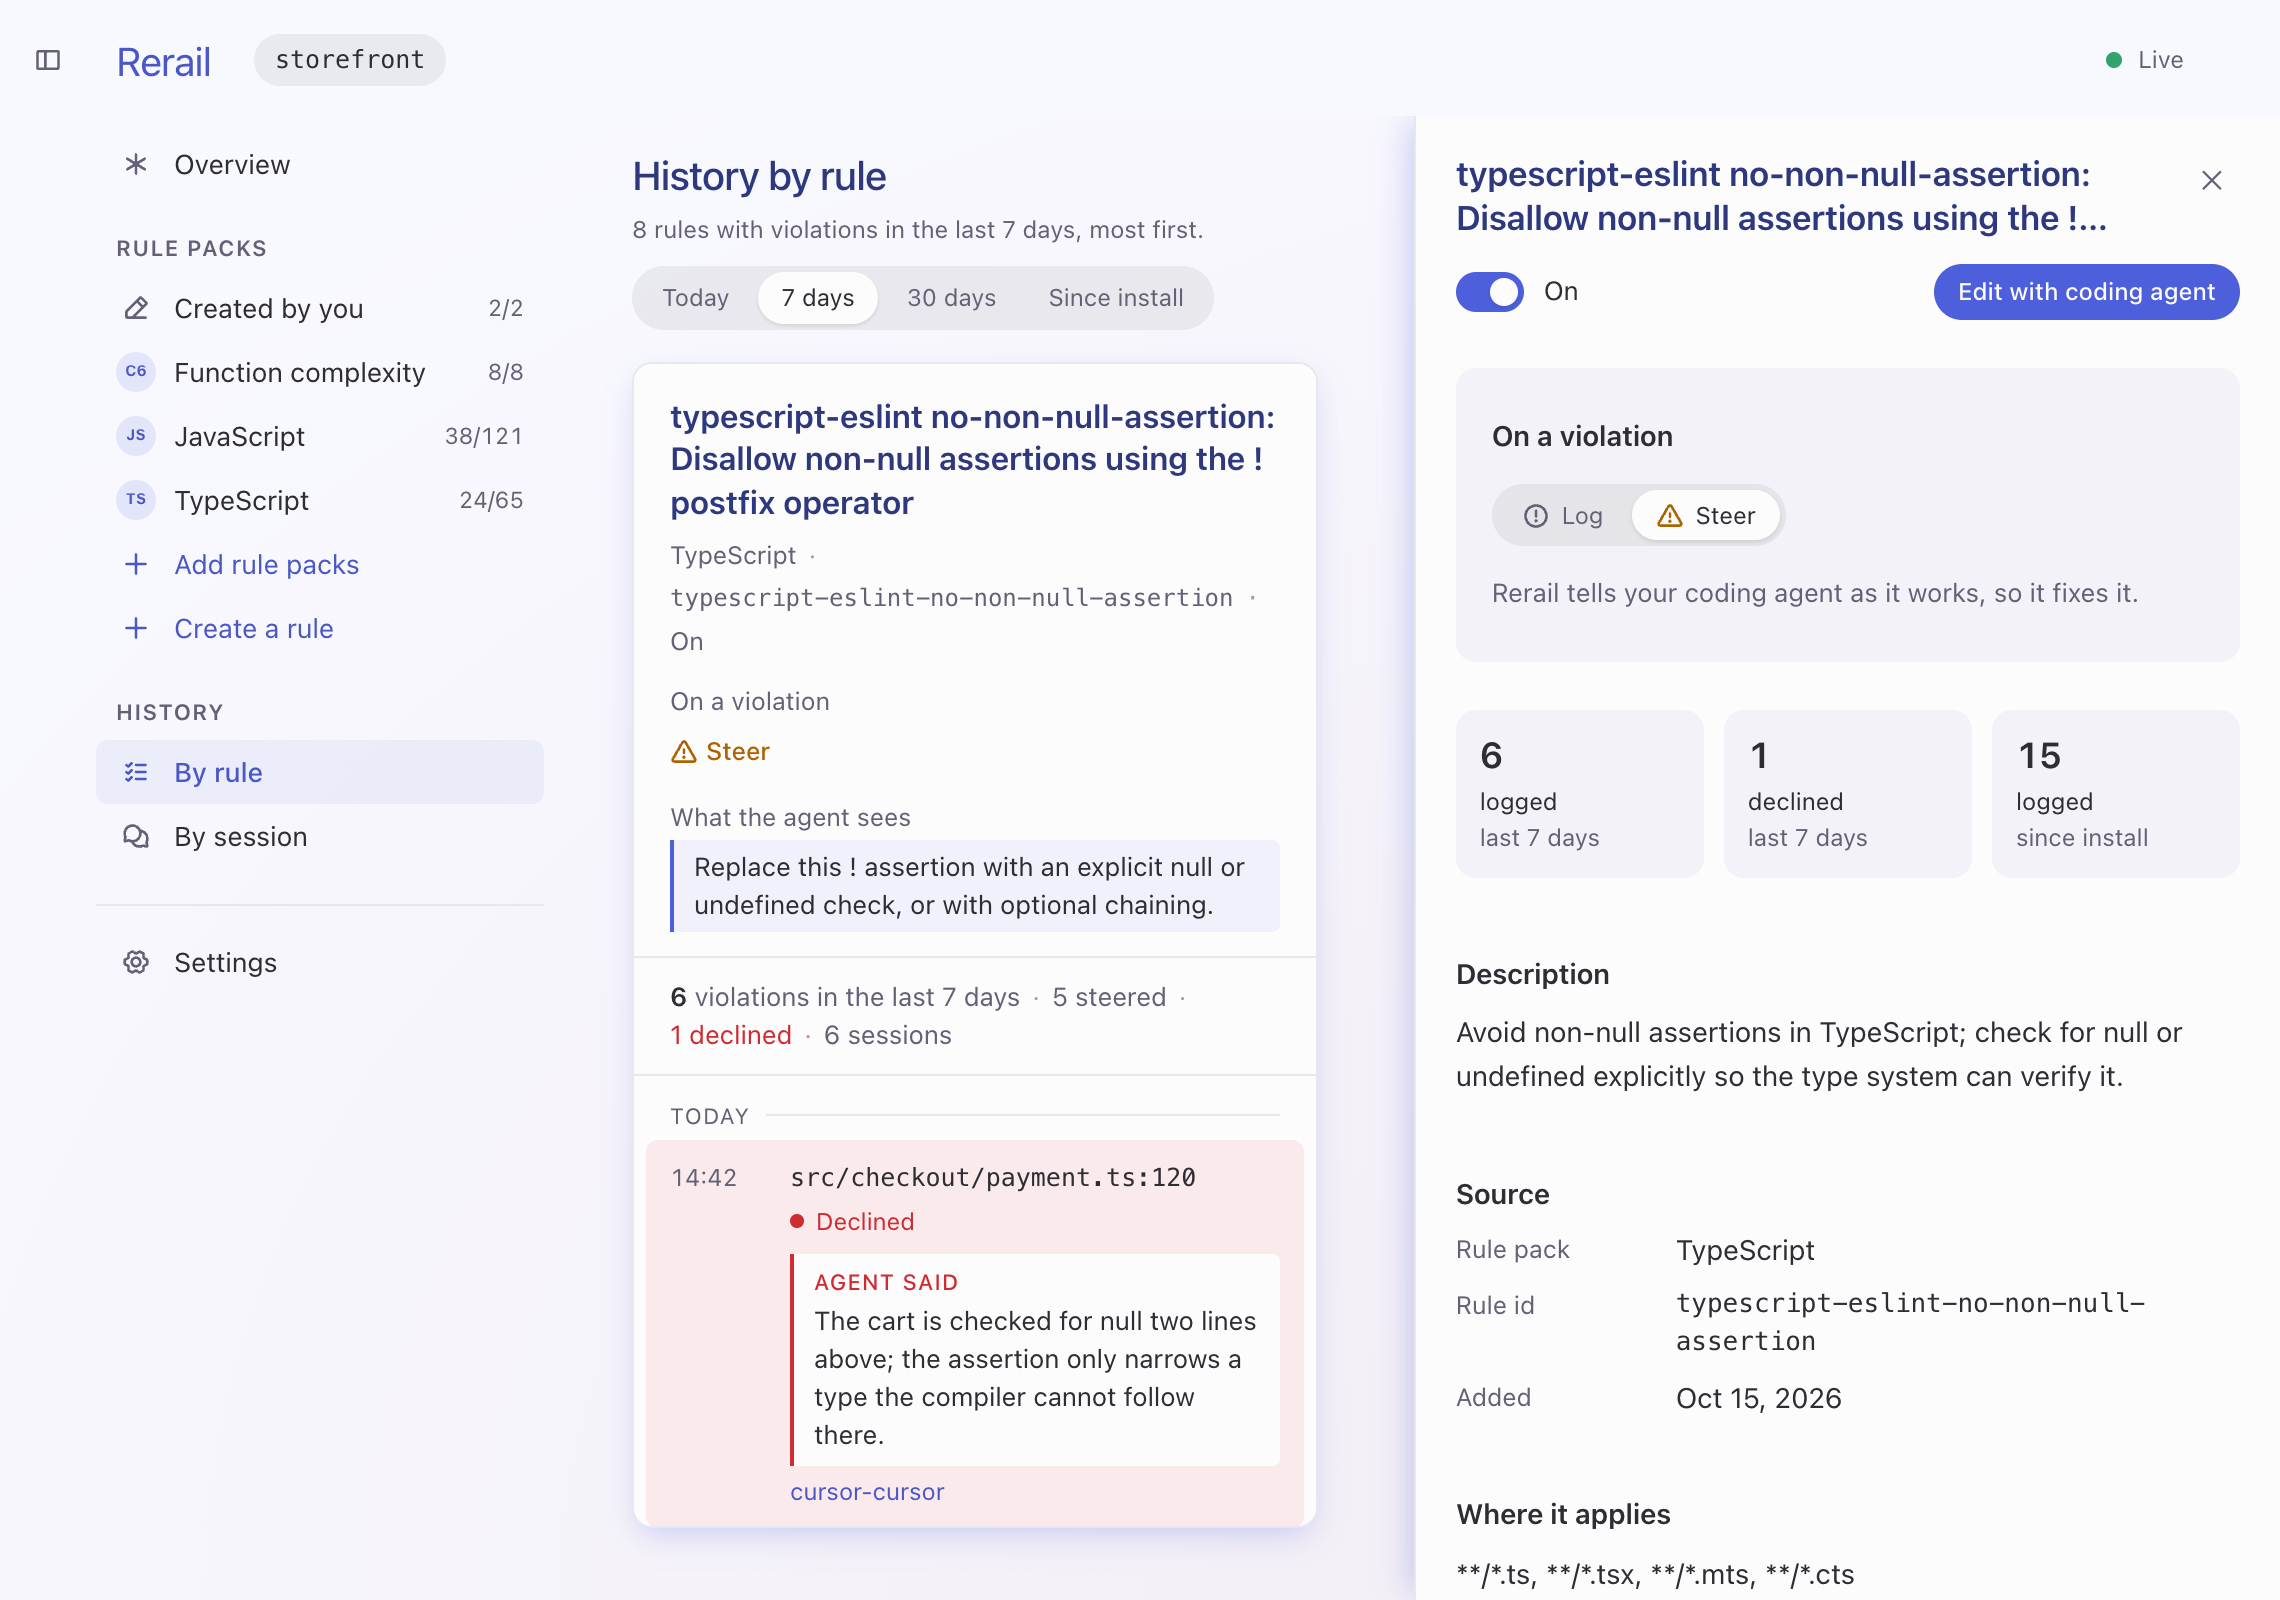 Rerail
storefront
Live
Overview
RULE PACKS
Created by you 2/2
C6 Function complexity 8/8
JS JavaScript 38/121
TS TypeScript 24/65
Add rule packs
Create a rule
HISTORY
By rule
By session
Settings
History by rule
8 rules with violations in the last 7 days, most first.
Today 7 days 30 days Since install
typescript-eslint no-non-null-assertion:
Disallow non-null assertions using the !
postfix operator
TypeScript ·
typescript-eslint-no-non-null-assertion ·
On
On a violation
Steer
What the agent sees
Replace this ! assertion with an explicit null or
undefined check, or with optional chaining.
6 violations in the last 7 days · 5 steered ·
1 declined · 6 sessions
TODAY
14:42 src/checkout/payment.ts:120
Declined
AGENT SAID
The cart is checked for null two lines
above; the assertion only narrows a
type the compiler cannot follow
there.
cursor-cursor
typescript-eslint no-non-null-assertion:
Disallow non-null assertions using the !...
On
Edit with coding agent
On a violation
Log Steer
Rerail tells your coding agent as it works, so it fixes it.
6
logged
last 7 days
1
declined
last 7 days
15
logged
since install
Description
Avoid non-null assertions in TypeScript; check for null or
undefined explicitly so the type system can verify it.
Source
Rule pack TypeScript
Rule id typescript-eslint-no-non-null-
assertion
Added Oct 15, 2026
Where it applies
**/*.ts, **/*.tsx, **/*.mts, **/*.cts